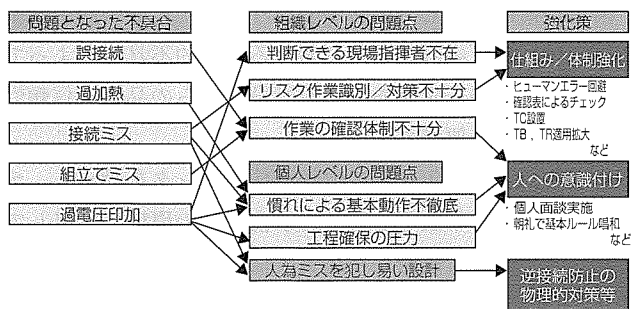 問題となった不具合
誤接続
過加熱
接続ミス
組立てミス
過電圧印加
組織レベルの問題点
判断できる現場指揮者不在
リスク作業識別／対策不十分
作業の確認体制不十分
個人レベルの問題点
慣れによる基本動作不徹底
工程確保の圧力
人為ミスを犯し易い設計
強化策
仕組み／体制強化
・ヒューマンエラー回避
・確認表によるチェック
・TC設置
・TB，TR適用拡大
など
人への意識付け
・個人面談実施
・朝礼で基本ルール唱和
など
逆接続防止の
物理的対策等